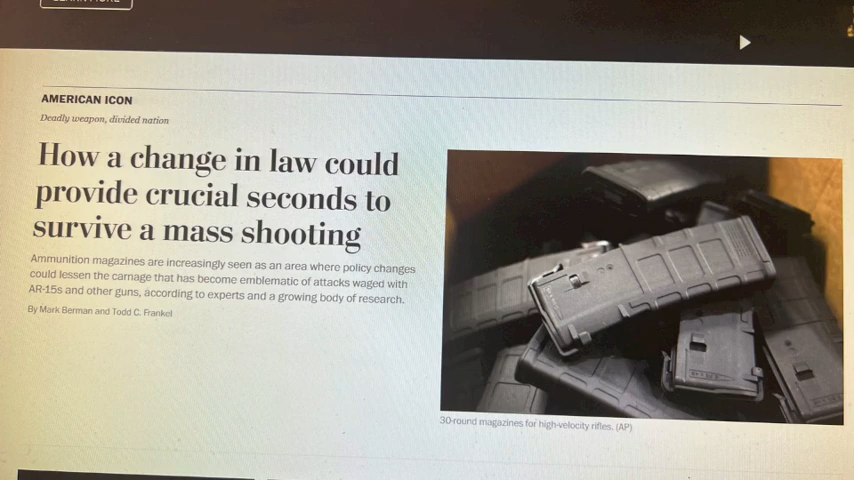 LEARN MORE
AMERICAN ICON
Deadly weapon, divided nation
How a change in law could
provide crucial seconds to
survive a mass shooting
Ammunition magazines are increasingly seen as an area where policy changes
could lessen the carnage that has become emblematic of attacks waged with
AR-15s and other guns, according to experts and a growing body of research.
By Mark Berman and Todd C. Frankel
30-round magazines for high-velocity rifles. (AP)